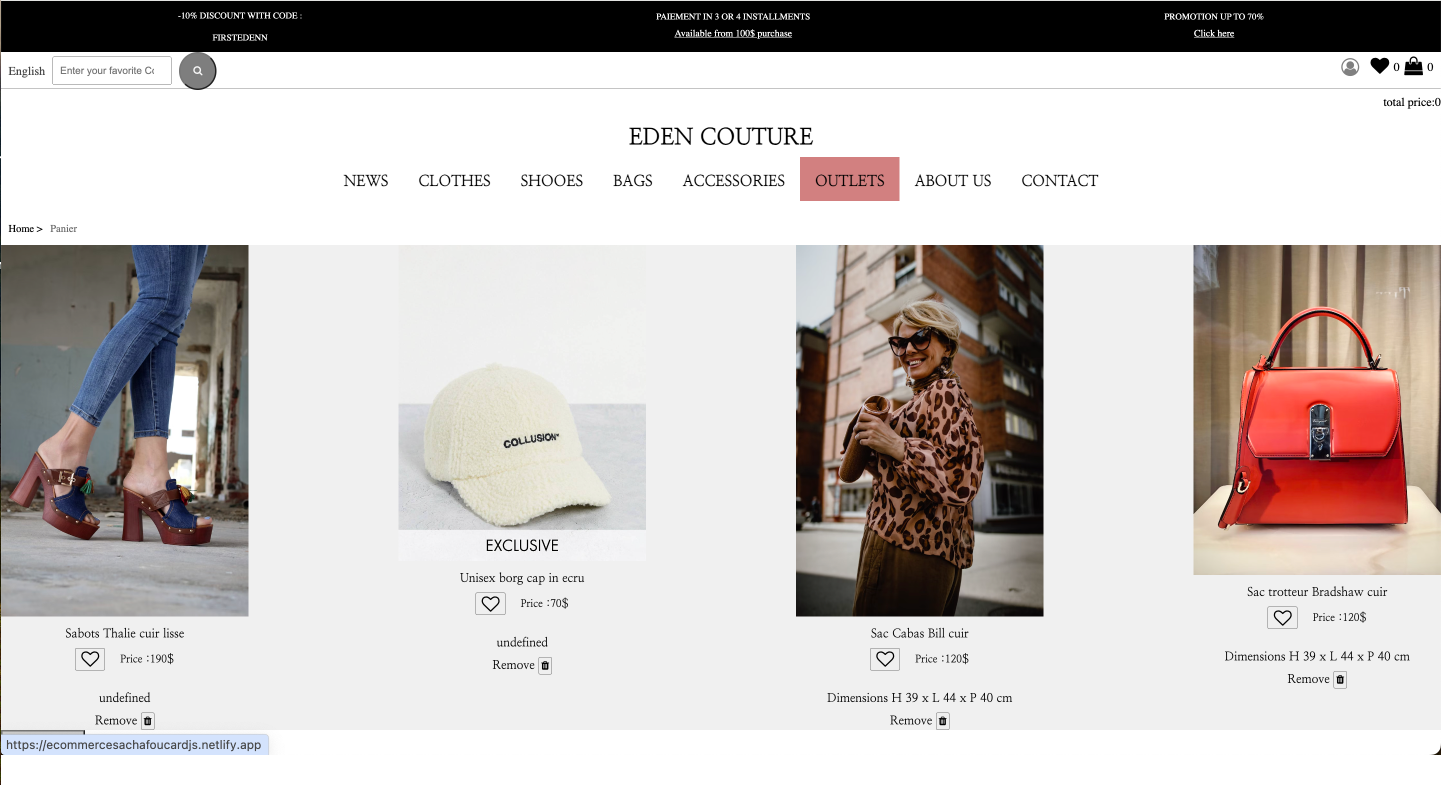 -10% DISCOUNT WITH CODE :
FIRSTEDENN
PAIEMENT IN 3 OR 4 INSTALLMENTS
Available from 100$ purchase
PROMOTION UP TO 70%
Click here
English
Enter your favorite Co
0
0
total price:0
EDEN COUTURE
NEWS
CLOTHES
SHOOES
BAGS
ACCESSORIES
OUTLETS
ABOUT US
CONTACT
Home > Panier
COLLUSION
EXCLUSIVE
Sabots Thalie cuir lisse
Price :190$
undefined
Remove
Unisex borg cap in ecru
Price :70$
undefined
Remove
Sac Cabas Bill cuir
Price :120$
Dimensions H 39 x L 44 x P 40 cm
Remove
Sac trotteur Bradshaw cuir
Price :120$
Dimensions H 39 x L 44 x P 40 cm
Remove
https://ecommercesachafoucardjs.netlify.app